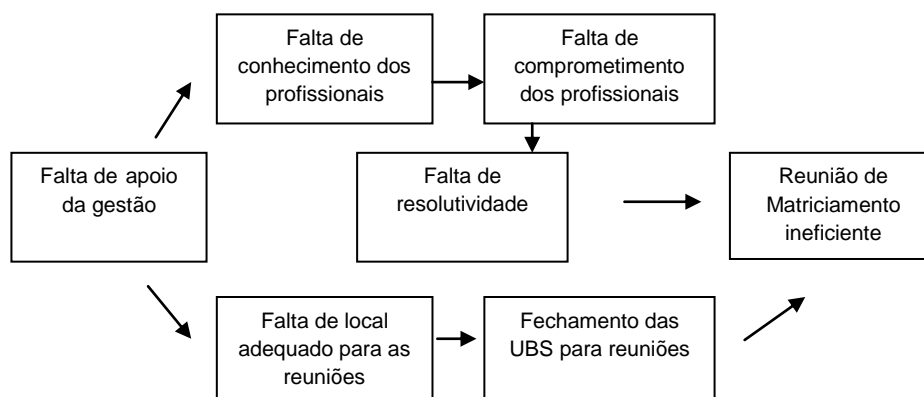 Falta de
conhecimento dos
profissionais
Falta de
comprometimento
dos profissionais
Falta de apoio
da gestão
Falta de
resolutividade
Reunião de
Matriciamento
ineficiente
Falta de local
adequado para as
reuniões
Fechamento das
UBS para reuniões